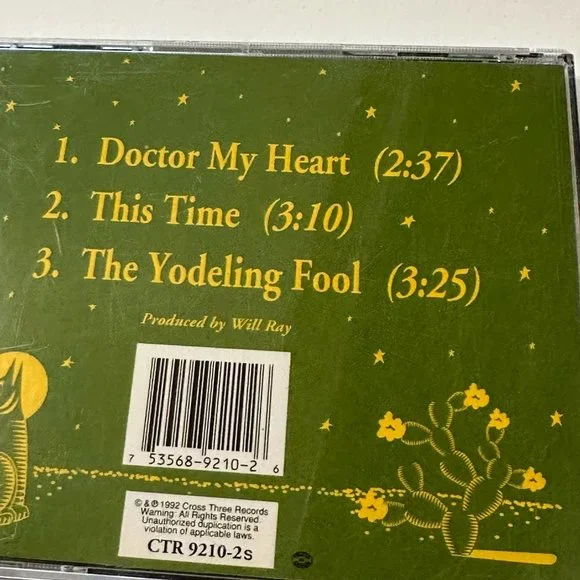 1. Doctor My Heart (2:37)
2. This Time (3:10)
3. The Yodeling Fool (3:25)
Produced by Will Ray
7 53568-9210-2 6
© & ℗ 1992 Cross Three Records
Warning: All Rights Reserved.
Unauthorized duplication is a
violation of applicable laws.
CTR 9210-2S